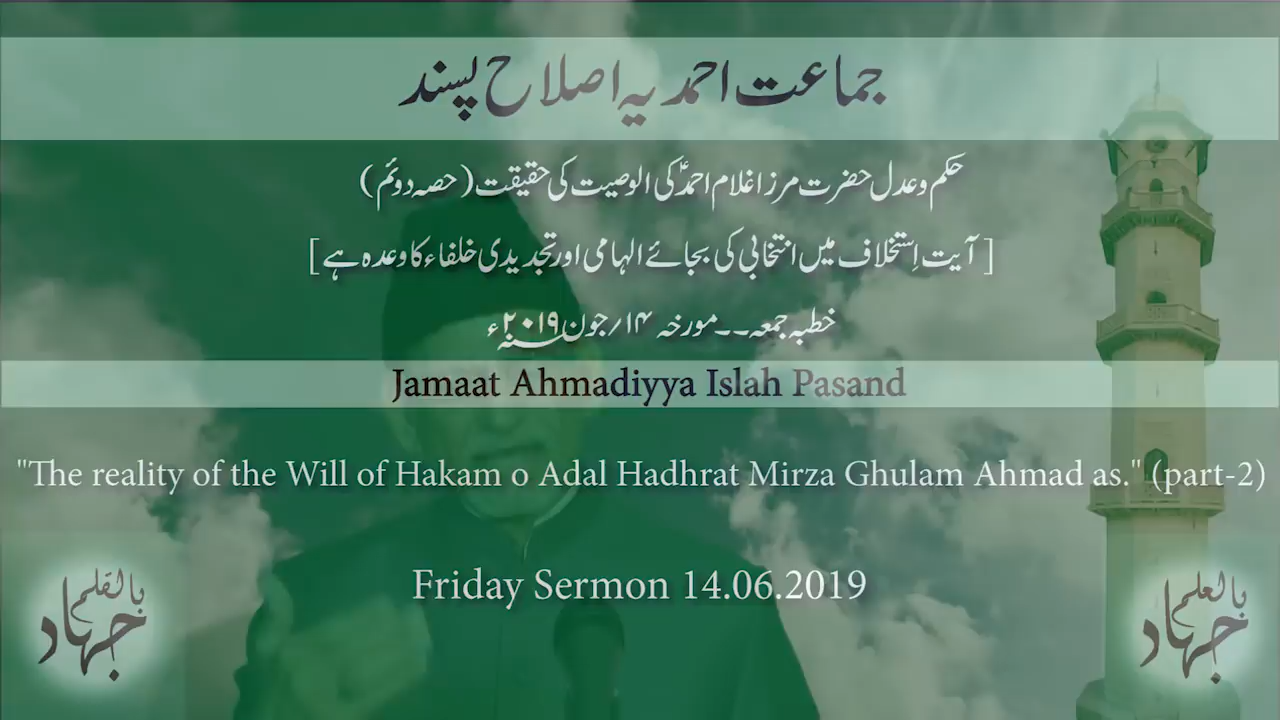 جماعت احمدیہ اصلاح پسند
حکم و عدل حضرت مرزا غلام احمدؑ کی الوصیت کی حقیقت (حصہ دوئم)
[آیت اِستخلاف میں انتخابی کی بجائے الہامی اور تجدیدی خلفاء کا وعدہ ہے]
خطبہ جمعہ۔۔مورخہ ۱۴/جون ۲۰۱۹؁ء
Jamaat Ahmadiyya Islah Pasand
"The reality of the Will of Hakam o Adal Hadhrat Mirza Ghulam Ahmad as." (part-2)
Friday Sermon 14.06.2019
جہاد بالقلم
جہاد بالعلم